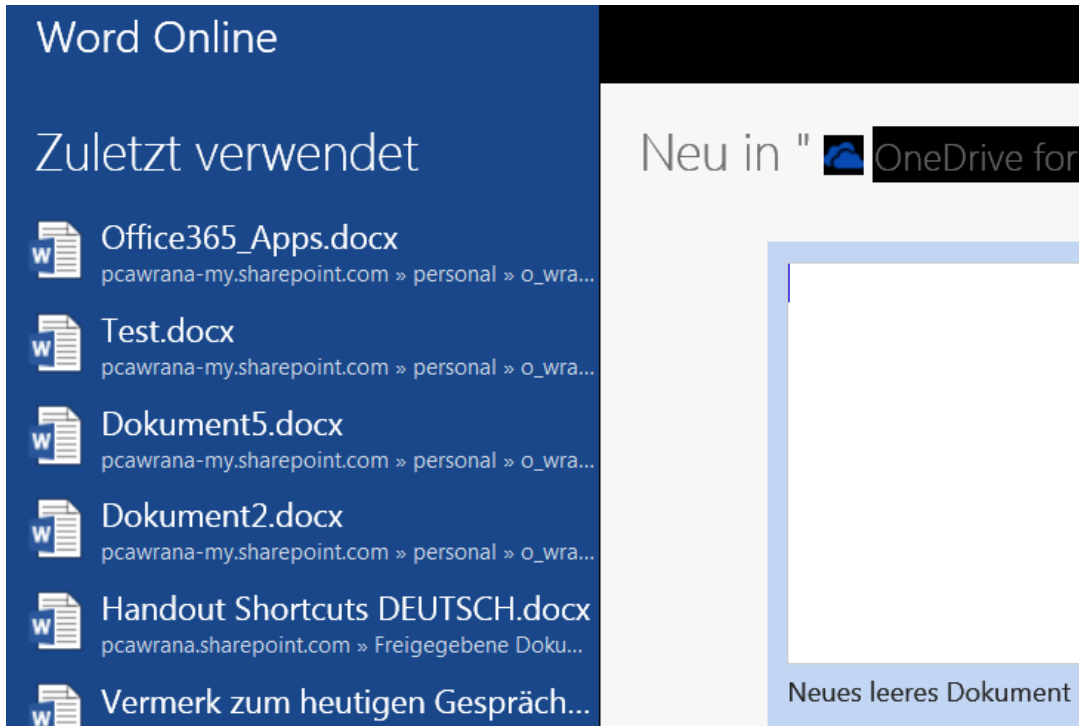 Word Online
Zuletzt verwendet
Office365_Apps.docx
pcawrana-my.sharepoint.com » personal » o_wra...
Test.docx
pcawrana-my.sharepoint.com » personal » o_wra...
Dokument5.docx
pcawrana-my.sharepoint.com » personal » o_wra...
Dokument2.docx
pcawrana-my.sharepoint.com » personal » o_wra...
Handout Shortcuts DEUTSCH.docx
pcawrana.sharepoint.com » Freigegebene Doku...
Vermerk zum heutigen Gespräch...
Neu in " OneDrive for
Neues leeres Dokument